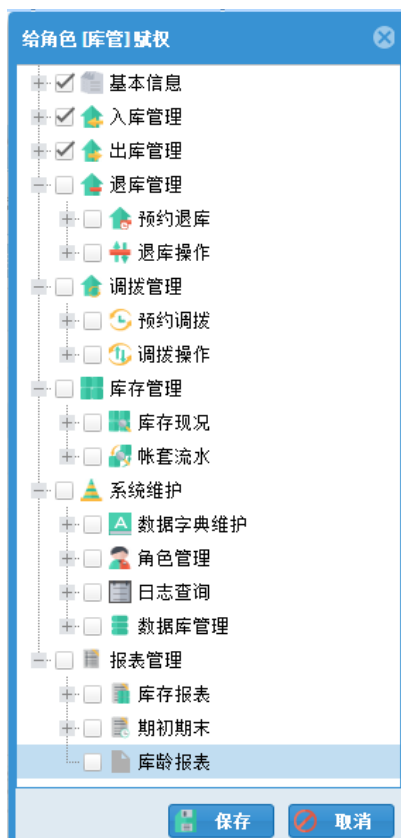 给角色 [库管] 赋权
基本信息
入库管理
出库管理
退库管理
预约退库
退库操作
调拨管理
预约调拨
调拨操作
库存管理
库存现况
帐套流水
系统维护
数据字典维护
角色管理
日志查询
数据库管理
报表管理
库存报表
期初期末
库龄报表
保存 取消